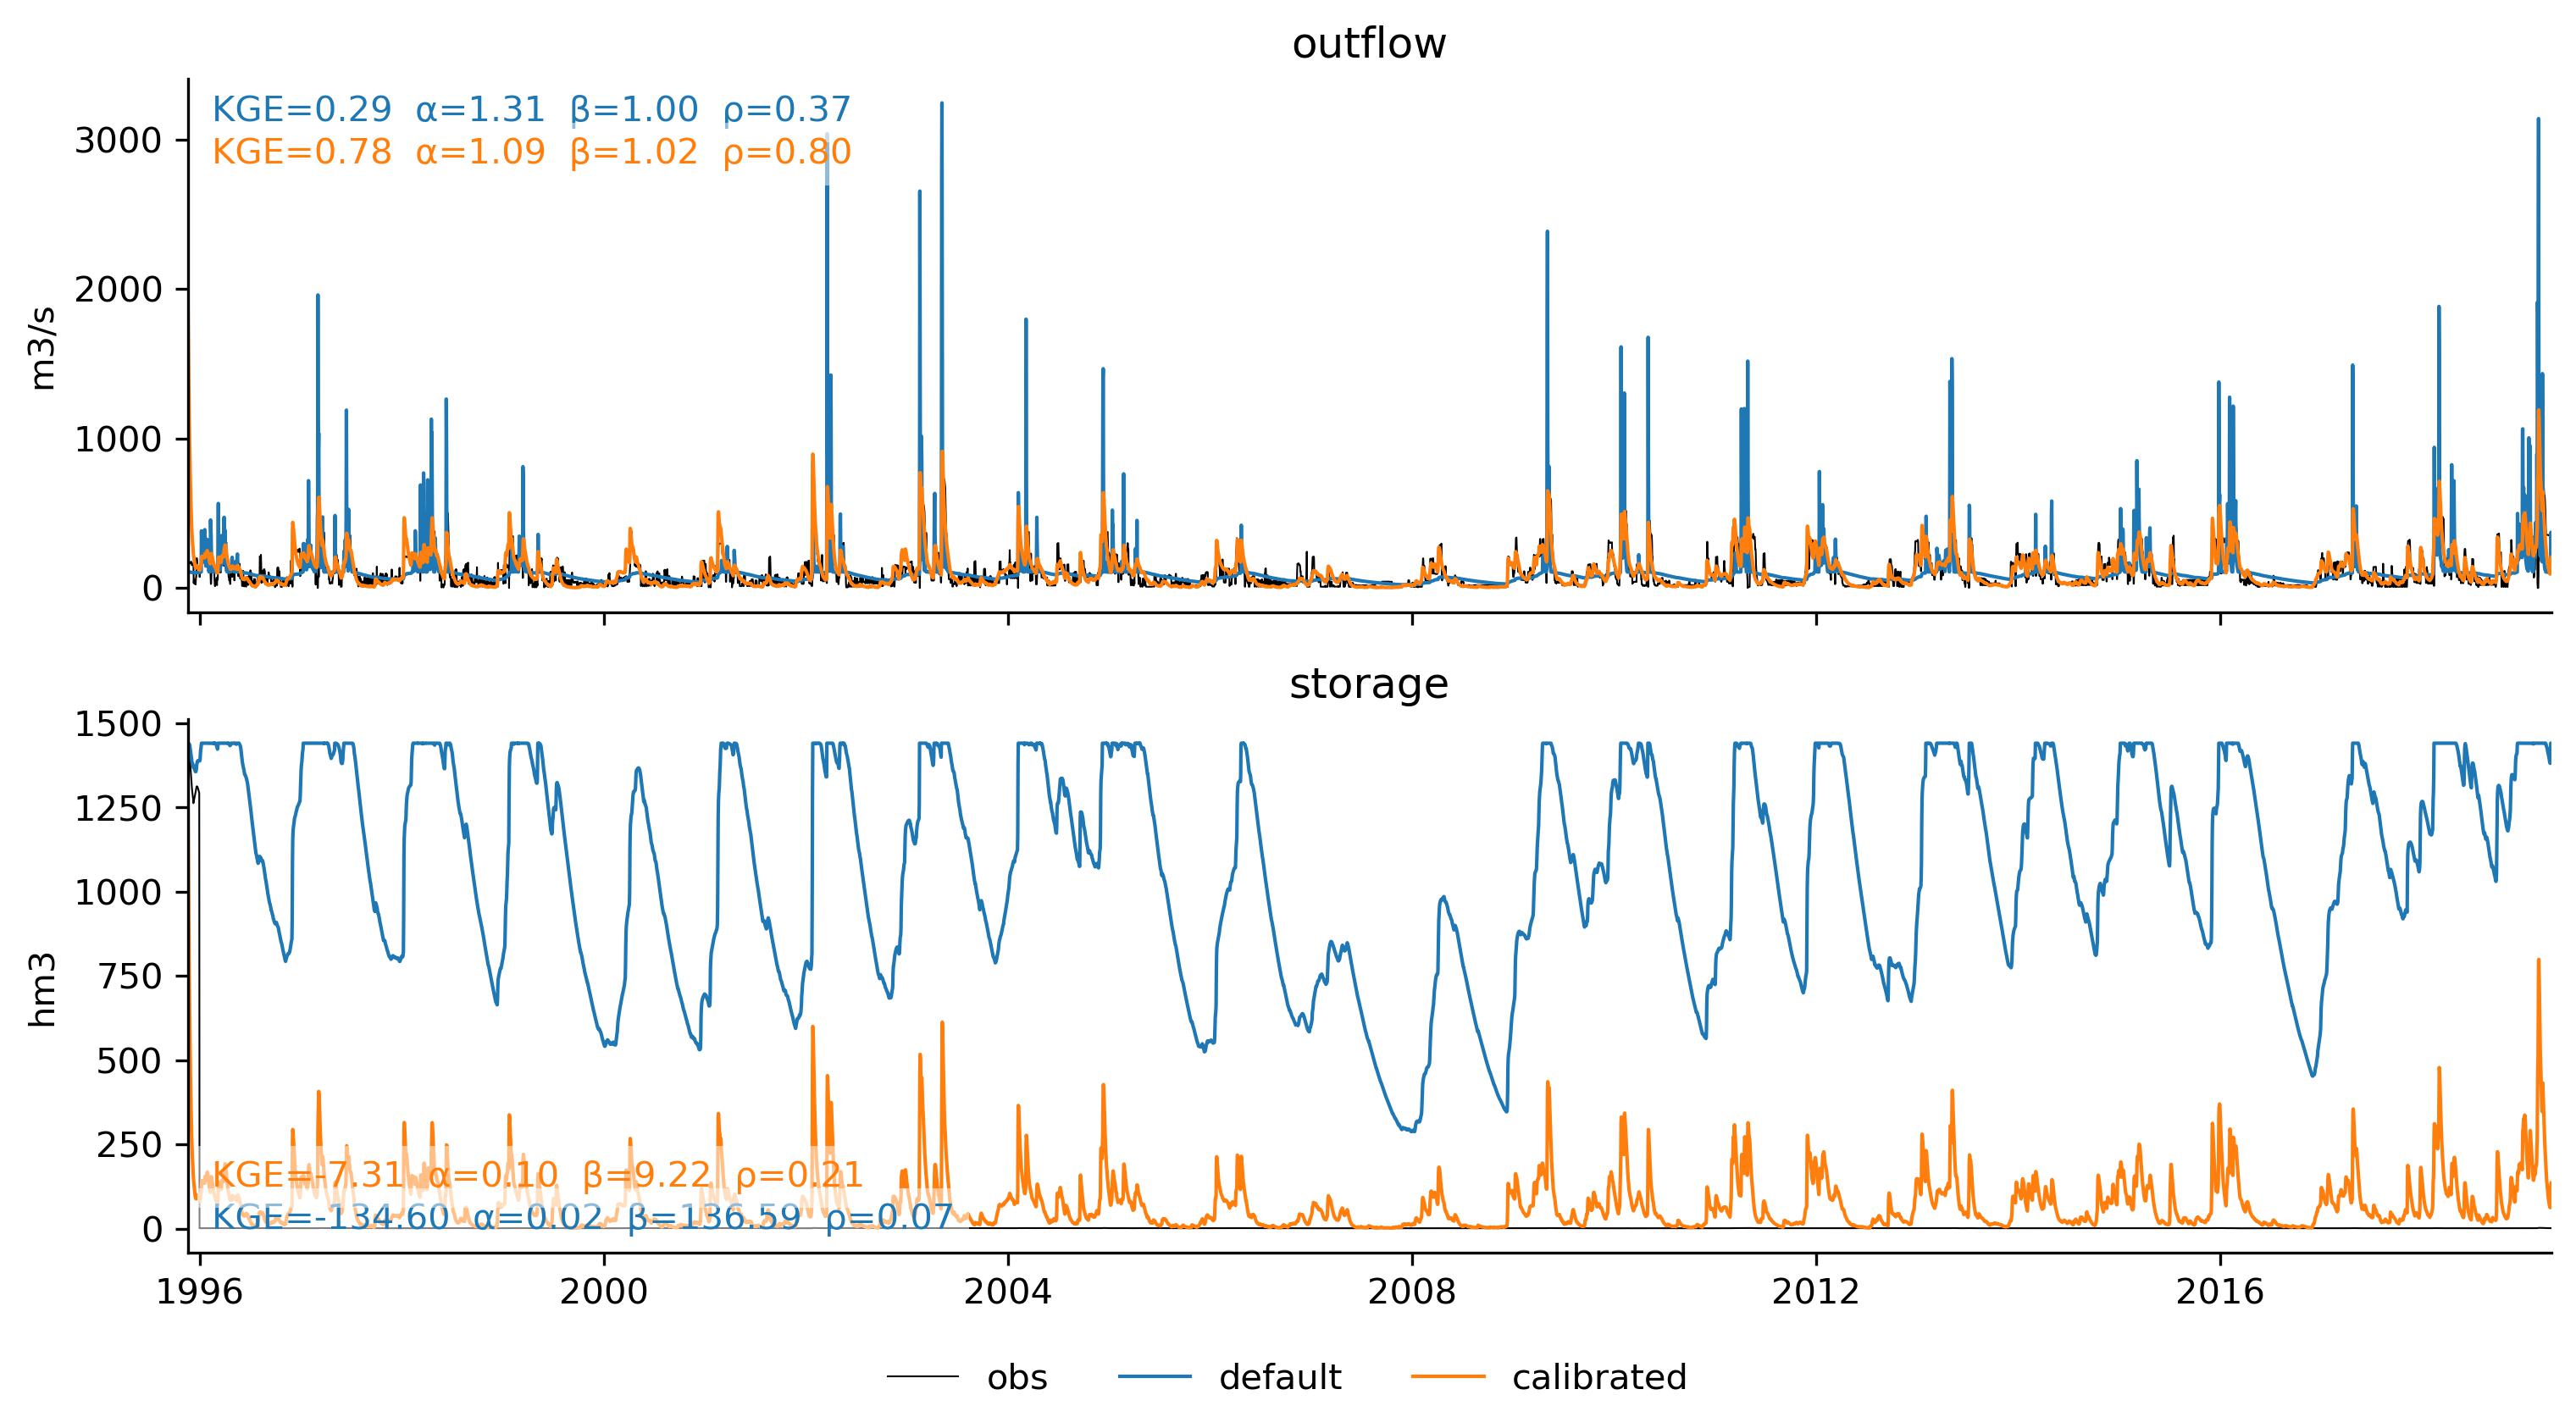 outflow
KGE=0.29 α=1.31 β=1.00 ρ=0.37
KGE=0.78 α=1.09 β=1.02 ρ=0.80
3000
2000
1000
0
m3/s
storage
1500
1250
1000
750
500
250
0
hm3
KGE=-7.31 α=0.10 β=9.22 ρ=0.21
KGE=-134.60 α=0.02 β=136.59 ρ=0.07
1996 2000 2004 2008 2012 2016
obs default calibrated